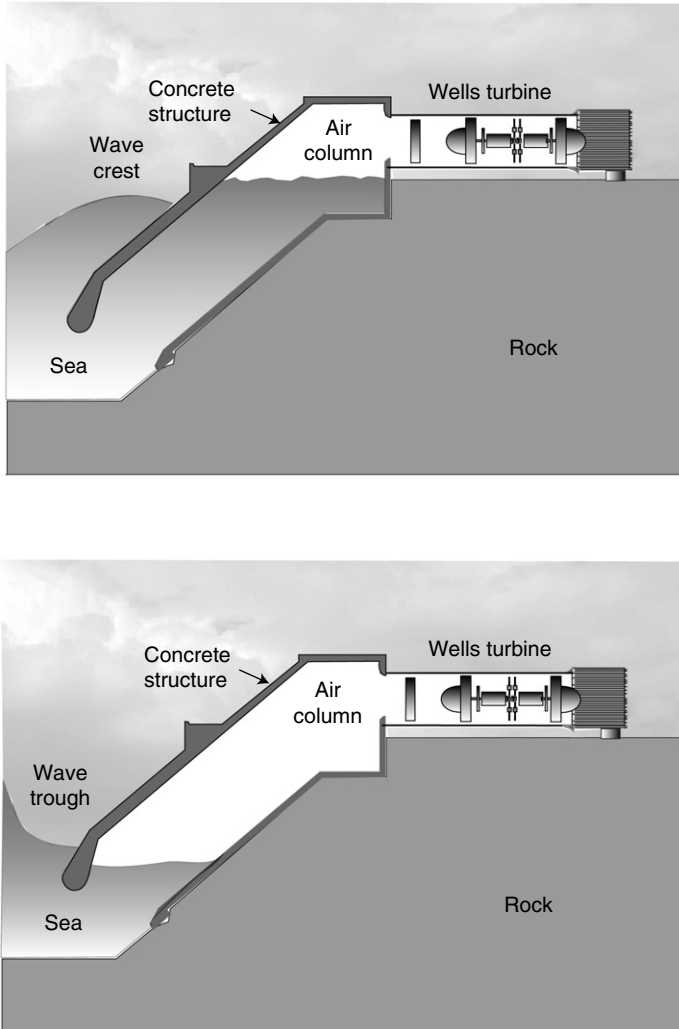 Concrete
structure
Wells turbine
Air
column
Wave
crest
Sea
Rock
Concrete
structure
Wells turbine
Air
column
Wave
trough
Sea
Rock